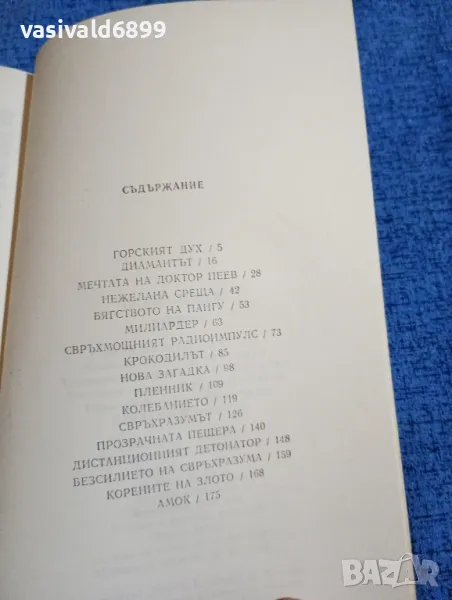 vasivald6899
СЪДЪРЖАНИЕ
ГОРСКИЯТ ДУХ / 5
ДИАМАНТЪТ / 16
МЕЧТАТА НА ДОКТОР ПЕЕВ / 28
НЕЖЕЛАНА СРЕЩА / 42
БЯГСТВОТО НА ПАНГУ / 53
МИЛИАРДЕР / 63
СВРЪХМОЩНИЯТ РАДИОИМПУЛС / 73
КРОКОДИЛЪТ / 85
НОВА ЗАГАДКА / 98
ПЛЕННИК / 109
КОЛЕБАНИЕТО / 119
СВРЪХРАЗУМЪТ / 126
ПРОЗРАЧНАТА ПЕЩЕРА / 140
ДИСТАНЦИОННИЯТ ДЕТОНАТОР / 148
БЕЗСИЛИЕТО НА СВРЪХРАЗУМА / 159
КОРЕНИТЕ НА ЗЛОТО / 168
АМОК / 175
BAZAR